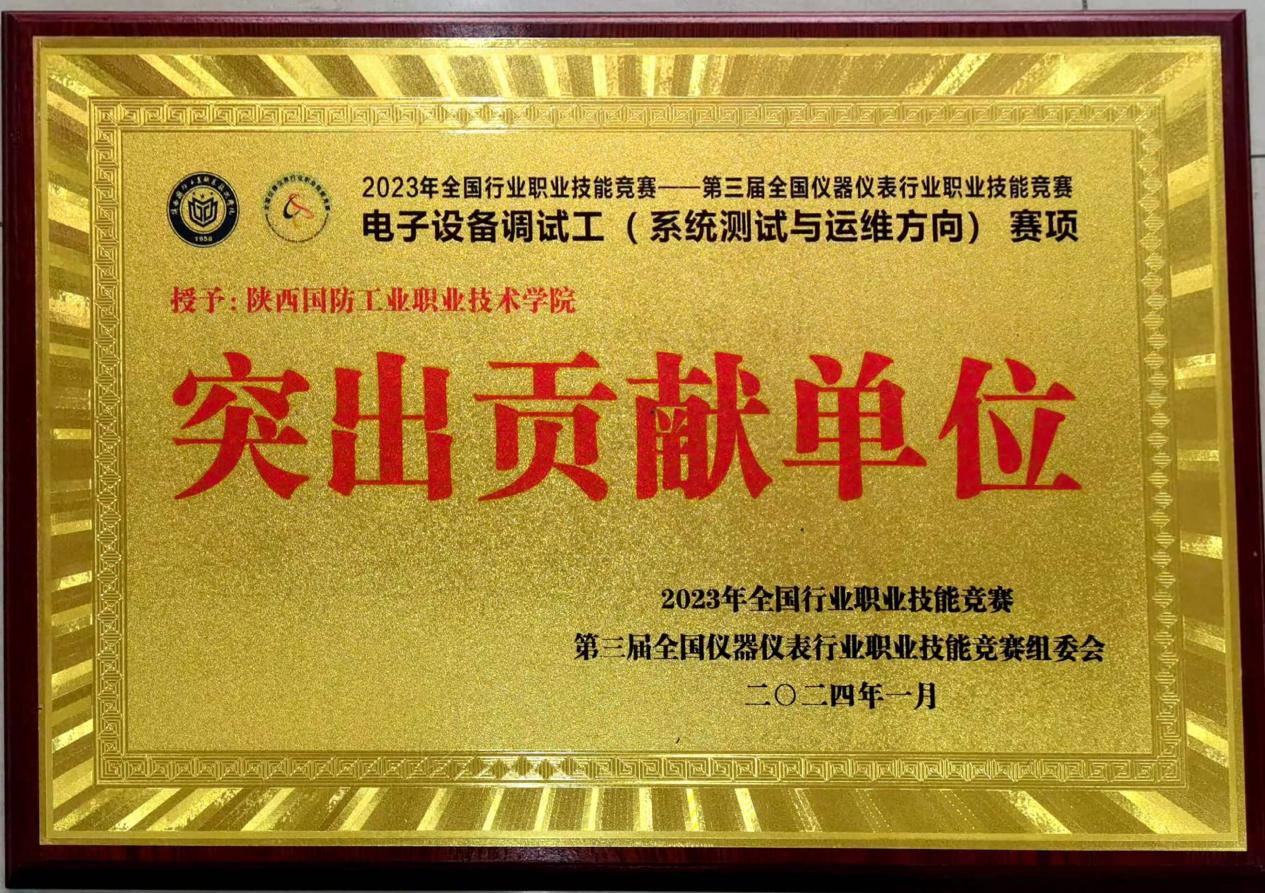 2023年全国行业职业技能竞赛——第三届全国仪器仪表行业职业技能竞赛
电子设备调试工（系统测试与运维方向）赛项
1958
授予：陕西国防工业职业技术学院
突出贡献单位
2023年全国行业职业技能竞赛
第三届全国仪器仪表行业职业技能竞赛组委会
二〇二四年一月